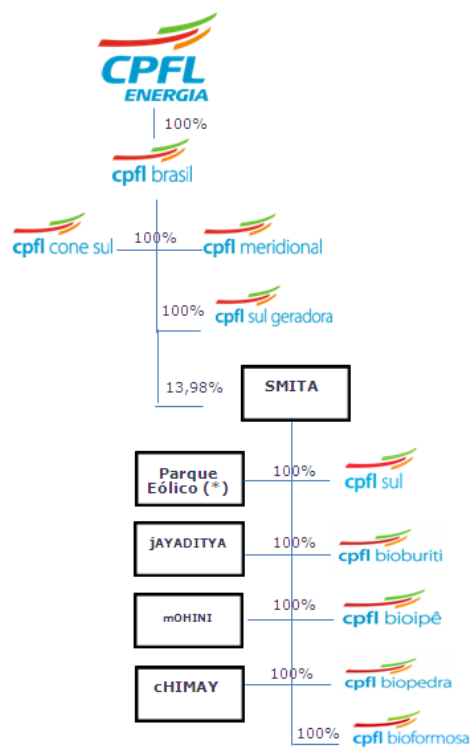 CPFL
ENERGIA
100%
cpfl brasil
cpfl cone sul
100%
cpfl meridional
100%
cpfl sul geradora
13,98%
SMITA
Parque
Eólico (*)
100%
cpfl sul
jAYADITYA
100%
cpfl bioburiti
mOHINI
100%
cpfl bioipê
cHIMAY
100%
cpfl biopedra
100%
cpfl bioformosa